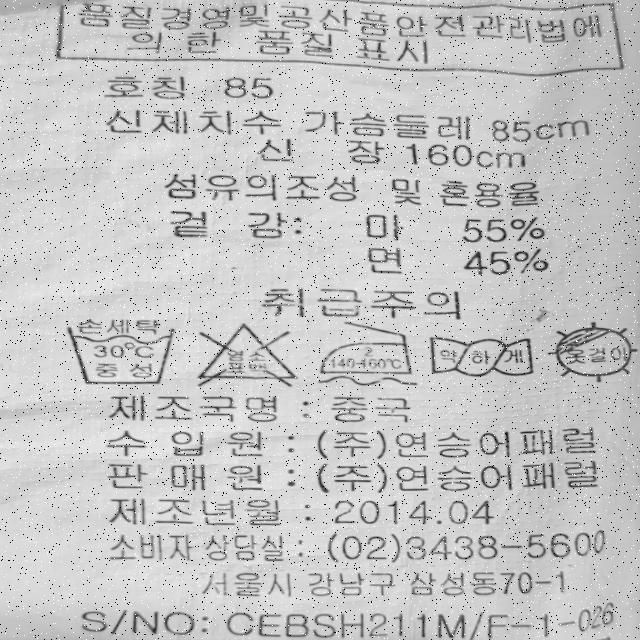 품질경영및공산품안전관리법에
의한 품질 표시
호칭 85
신체치수 가슴둘레 85cm
신 장 160cm
섬유의조성 및 혼용율
겉 감: 마 55%
면 45%
취급주의
손세탁
30°C
중성
염소
표백
2
140-160°C
약하게
옷걸이
제조국명 : 중국
수 입 원 : (주)연승어패럴
판 매 원 : (주)연승어패럴
제조년월 : 2014.04
소비자 상담실 : (02)3438-5600
서울시 강남구 삼성동70-1
S/NO: CEBSH211M/F-1-026